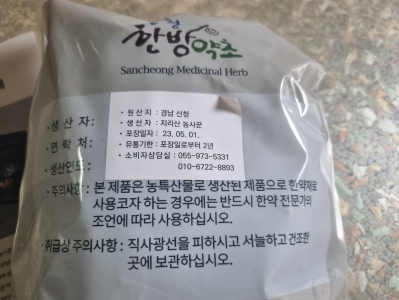 산청
한방약초
Sancheong Medicinal Herb
· 생 산 자 :
· 연 락 처 :
· 생산연도 :
· 원 산 지 : 경남 산청
· 생 산 자 : 지리산 농사꾼
· 포장일자 : 23. 05. 01.
· 유통기한 : 포장일로부터 2년
· 소비자상담실 : 055-973-5331
010-6722-8893
· 주의사항 : 본 제품은 농특산물로 생산된 제품으로 한약재로
사용코자 하는 경우에는 반드시 한약 전문가의
조언에 따라 사용하십시오.
· 취급상 주의사항 : 직사광선을 피하시고 서늘하고 건조한
곳에 보관하십시오.